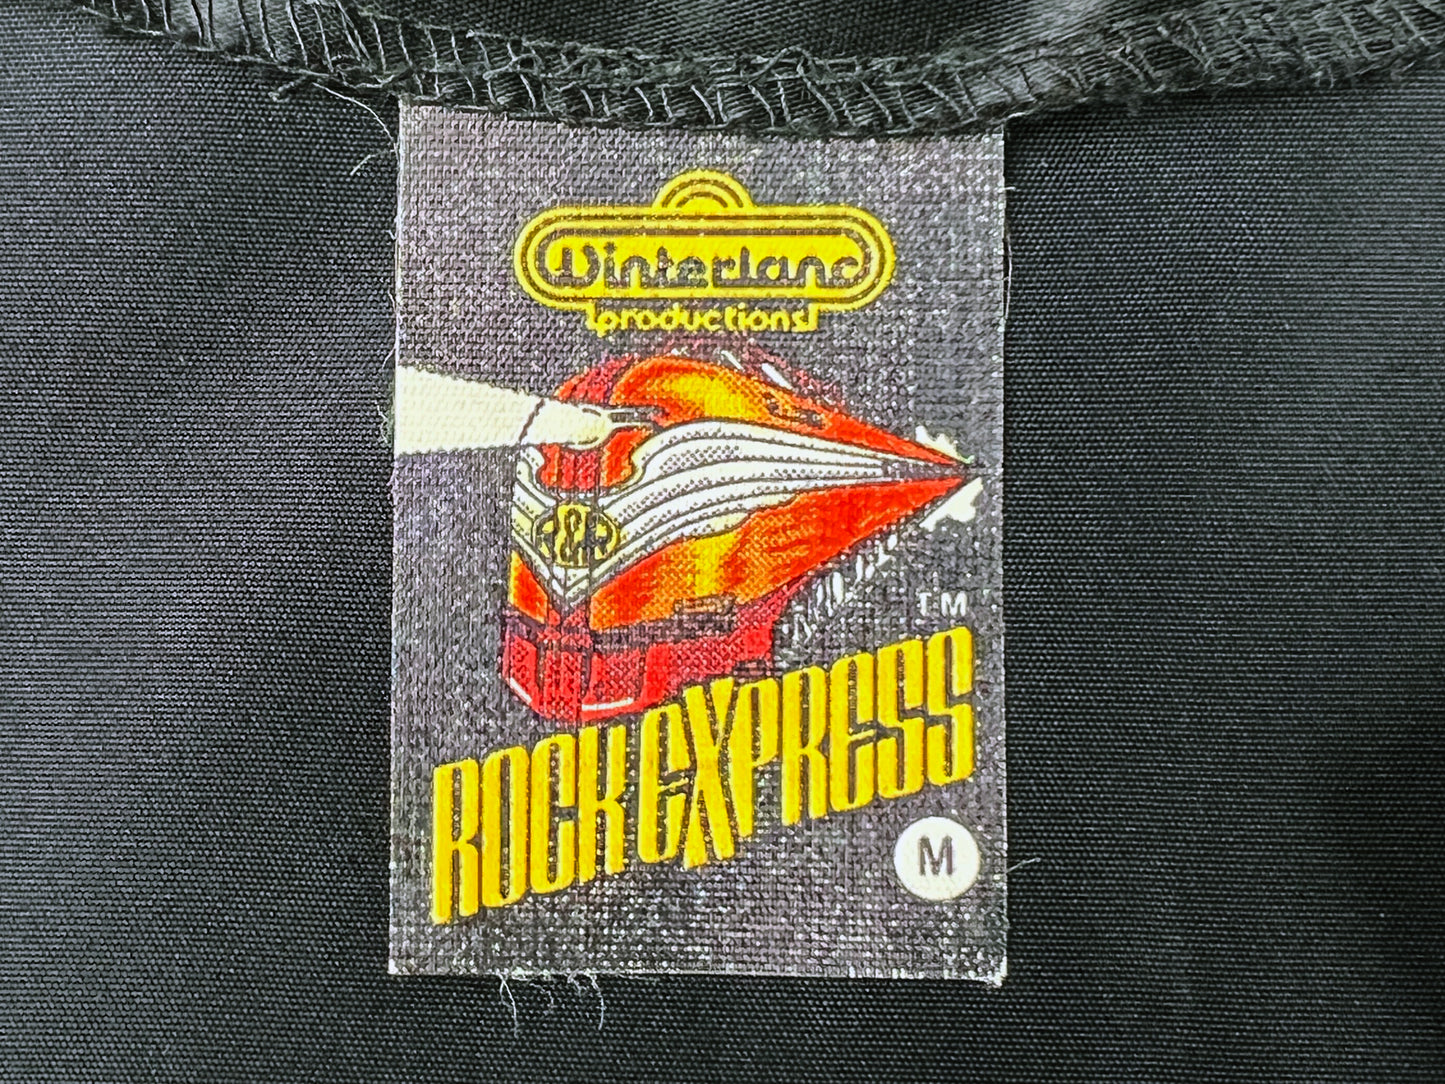 Winterland
productions
R&R
TM
ROCK EXPRESS
M